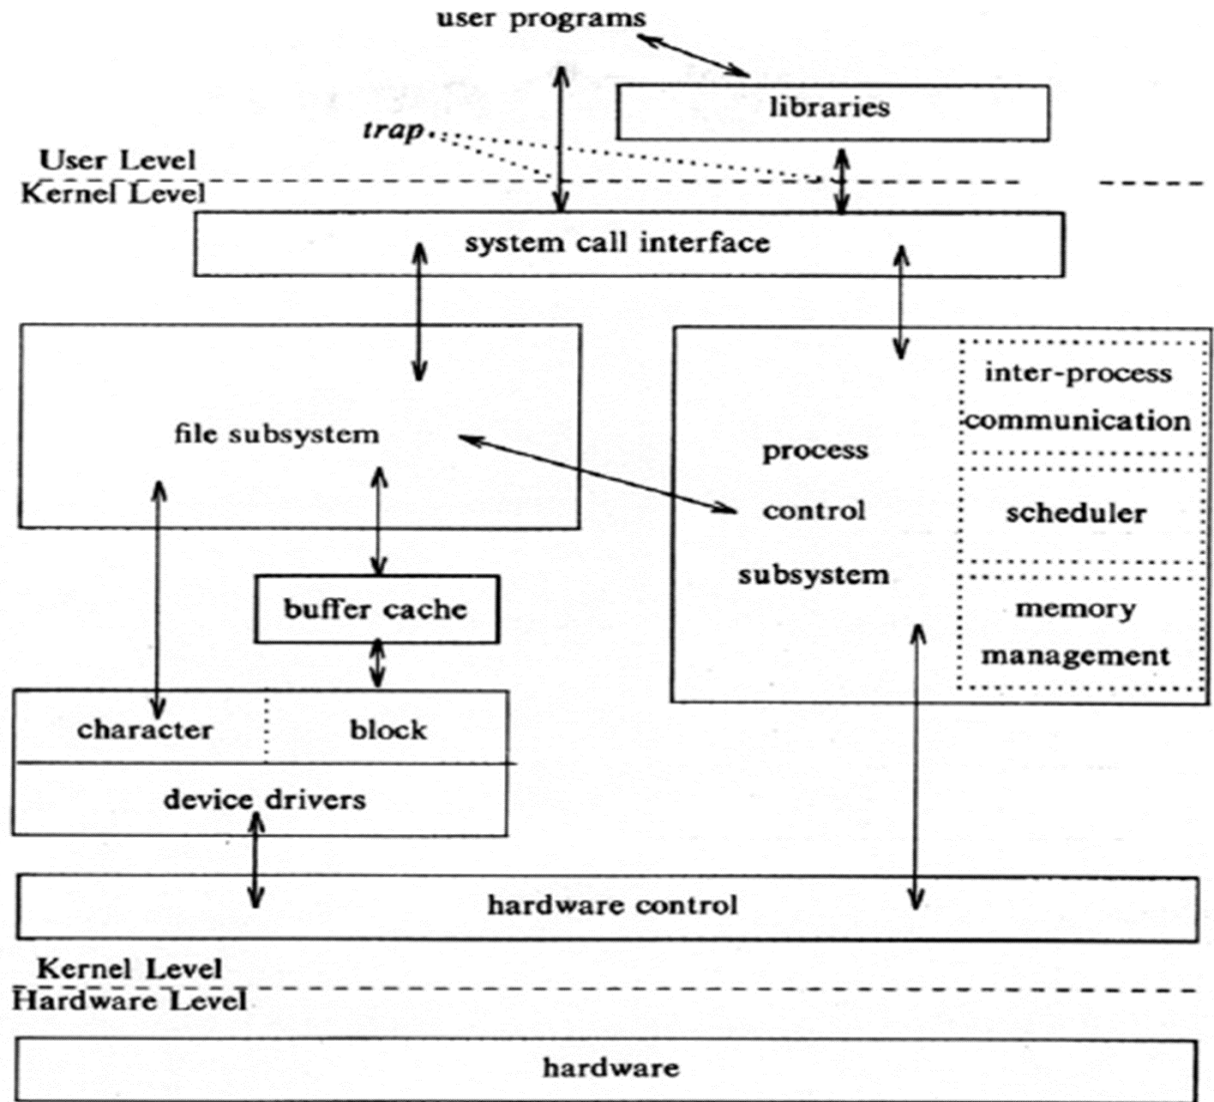 user programs
libraries
trap
User Level
Kernel Level
system call interface
file subsystem
inter-process
communication
process
control
subsystem
scheduler
memory
management
buffer cache
character
block
device drivers
hardware control
Kernel Level
Hardware Level
hardware